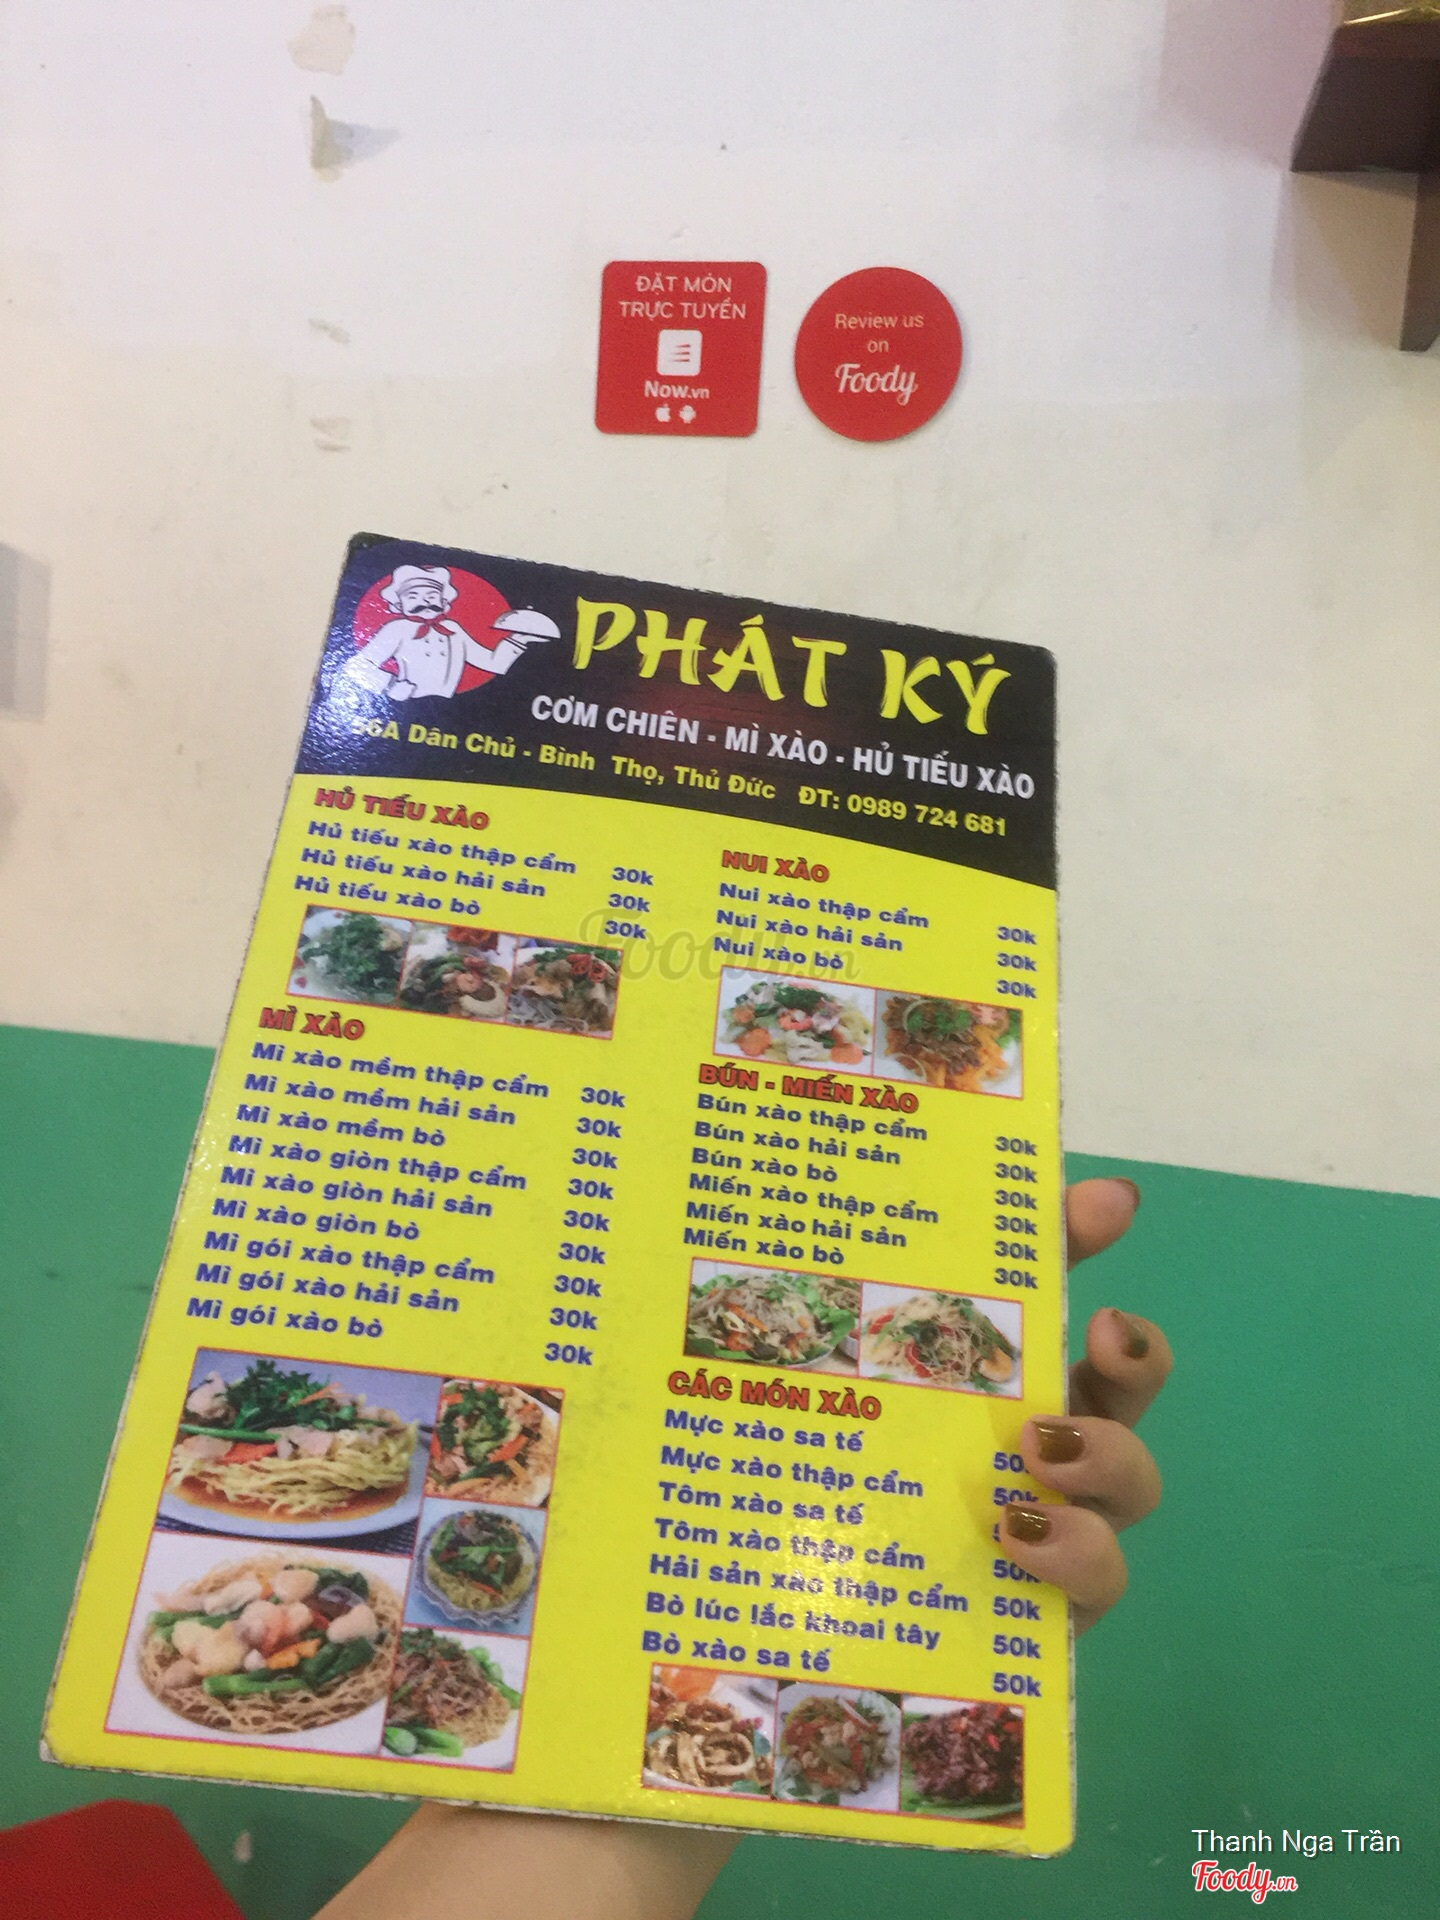 ĐẶT MÓN
TRỰC TUYẾN
Now.vn
Review us
on
Foody
PHÁT KÝ
CƠM CHIÊN - MÌ XÀO - HỦ TIẾU XÀO
56A Dân Chủ - Bình Thọ, Thủ Đức ĐT: 0989 724 681
HỦ TIẾU XÀO
Hủ tiếu xào thập cẩm 30k
Hủ tiếu xào hải sản 30k
Hủ tiếu xào bò 30k
MÌ XÀO
Mì xào mềm thập cẩm 30k
Mì xào mềm hải sản 30k
Mì xào mềm bò 30k
Mì xào giòn thập cẩm 30k
Mì xào giòn hải sản 30k
Mì xào giòn bò 30k
Mì gói xào thập cẩm 30k
Mì gói xào hải sản 30k
Mì gói xào bò 30k
NUI XÀO
Nui xào thập cẩm 30k
Nui xào hải sản 30k
Nui xào bò 30k
BÚN - MIẾN XÀO
Bún xào thập cẩm 30k
Bún xào hải sản 30k
Bún xào bò 30k
Miến xào thập cẩm 30k
Miến xào hải sản 30k
Miến xào bò 30k
CÁC MÓN XÀO
Mực xào sa tế 50
Mực xào thập cẩm 50k
Tôm xào sa tế
Tôm xào thập cẩm 50k
Hải sản xào thập cẩm 50k
Bò lúc lắc khoai tây 50k
Bò xào sa tế 50k
Foody.vn
Thanh Nga Trần
Foody.vn